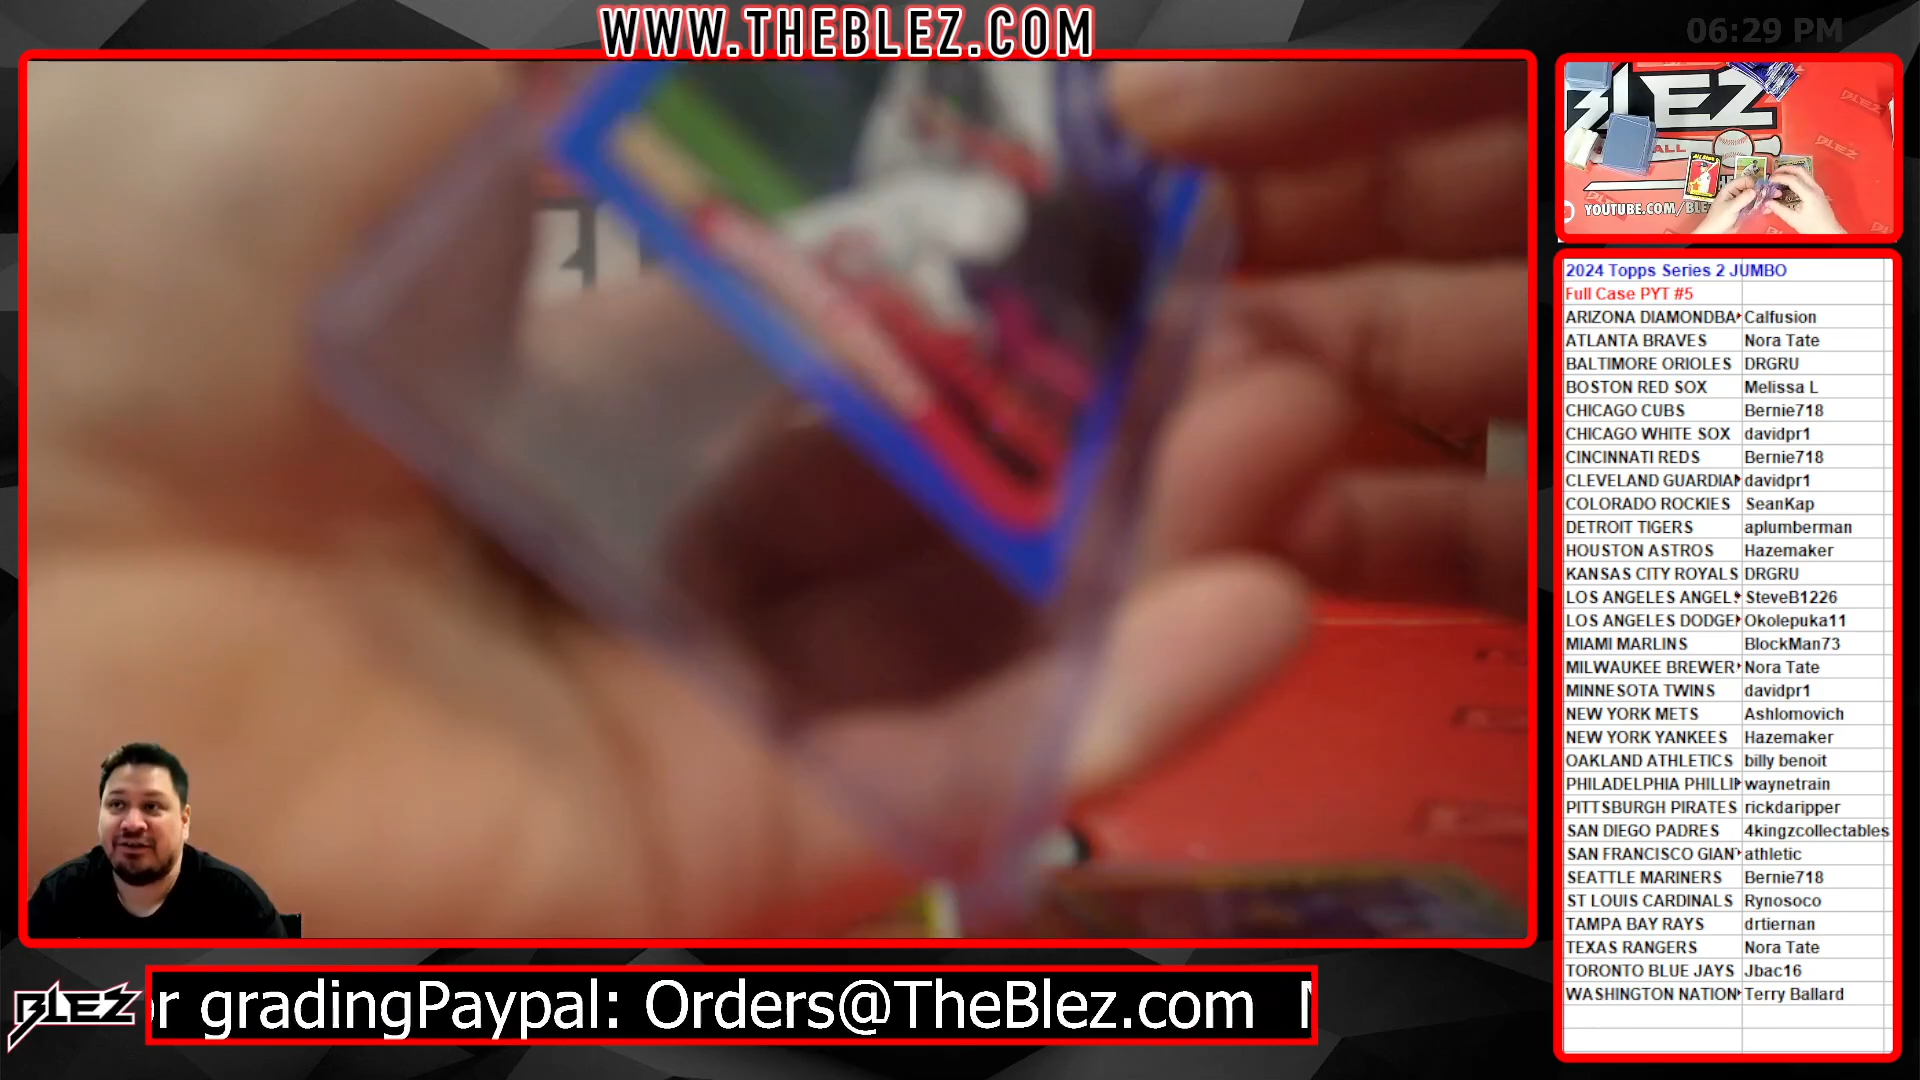 WWW.THEBLEZ.COM
06:29 PM
BLEZ
YOUTUBE.COM/BLE
2024 Topps Series 2 JUMBO
Full Case PYT #5
ARIZONA DIAMONDBA Calfusion
ATLANTA BRAVES Nora Tate
BALTIMORE ORIOLES DRGRU
BOSTON RED SOX Melissa L
CHICAGO CUBS Bernie718
CHICAGO WHITE SOX davidpr1
CINCINNATI REDS Bernie718
CLEVELAND GUARDIAN davidpr1
COLORADO ROCKIES SeanKap
DETROIT TIGERS aplumberman
HOUSTON ASTROS Hazemaker
KANSAS CITY ROYALS DRGRU
LOS ANGELES ANGELS SteveB1226
LOS ANGELES DODGE Okolepuka11
MIAMI MARLINS BlockMan73
MILWAUKEE BREWER Nora Tate
MINNESOTA TWINS davidpr1
NEW YORK METS Ashlomovich
NEW YORK YANKEES Hazemaker
OAKLAND ATHLETICS billy benoit
PHILADELPHIA PHILLI waynetrain
PITTSBURGH PIRATES rickdaripper
SAN DIEGO PADRES 4kingzcollectables
SAN FRANCISCO GIAN athletic
SEATTLE MARINERS Bernie718
ST LOUIS CARDINALS Rynosoco
TAMPA BAY RAYS drtiernan
TEXAS RANGERS Nora Tate
TORONTO BLUE JAYS Jbac16
WASHINGTON NATION Terry Ballard
BLEZ
r gradingPaypal: Orders@TheBlez.com